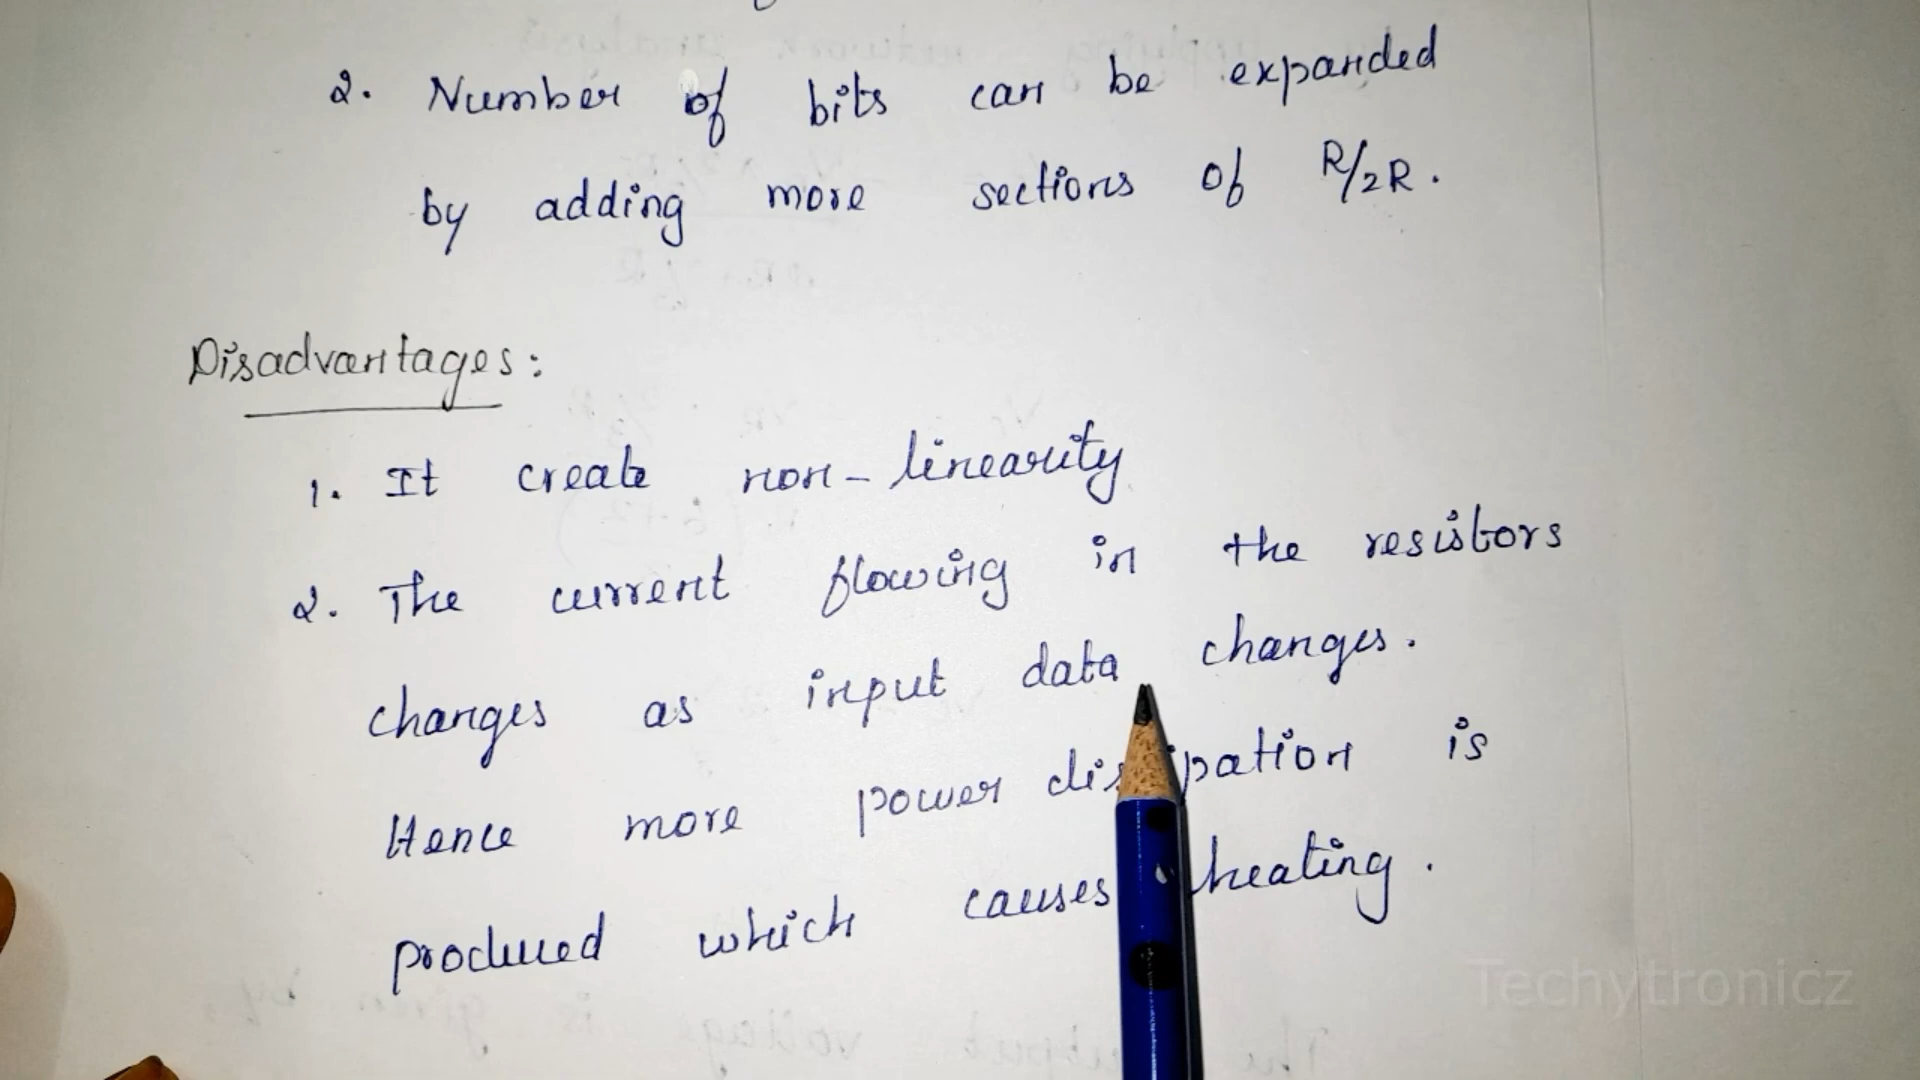 2. Number of bits can be expanded
by adding more sections of R/2R.
Disadvantages:
1. It create non-linearity
2. The current flowing in the resistors
changes as input data changes.
Hence more power dissipation is
produced which causes heating.
Techytronicz